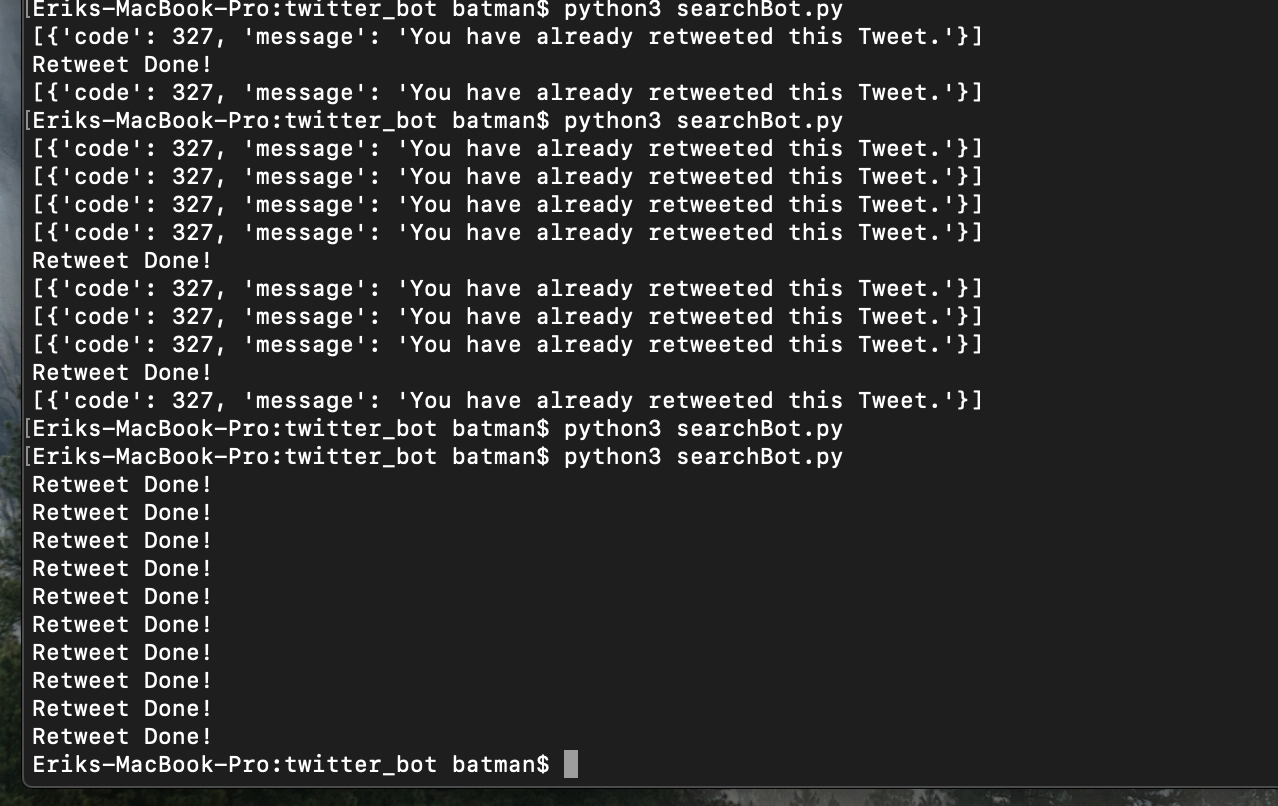 [Eriks-MacBook-Pro:twitter_bot batman$ python3 searchBot.py
[{'code': 327, 'message': 'You have already retweeted this Tweet.'}]
Retweet Done!
[{'code': 327, 'message': 'You have already retweeted this Tweet.'}]
[Eriks-MacBook-Pro:twitter_bot batman$ python3 searchBot.py
[{'code': 327, 'message': 'You have already retweeted this Tweet.'}]
[{'code': 327, 'message': 'You have already retweeted this Tweet.'}]
[{'code': 327, 'message': 'You have already retweeted this Tweet.'}]
[{'code': 327, 'message': 'You have already retweeted this Tweet.'}]
Retweet Done!
[{'code': 327, 'message': 'You have already retweeted this Tweet.'}]
[{'code': 327, 'message': 'You have already retweeted this Tweet.'}]
[{'code': 327, 'message': 'You have already retweeted this Tweet.'}]
Retweet Done!
[{'code': 327, 'message': 'You have already retweeted this Tweet.'}]
[Eriks-MacBook-Pro:twitter_bot batman$ python3 searchBot.py
[Eriks-MacBook-Pro:twitter_bot batman$ python3 searchBot.py
Retweet Done!
Retweet Done!
Retweet Done!
Retweet Done!
Retweet Done!
Retweet Done!
Retweet Done!
Retweet Done!
Retweet Done!
Retweet Done!
Eriks-MacBook-Pro:twitter_bot batman$